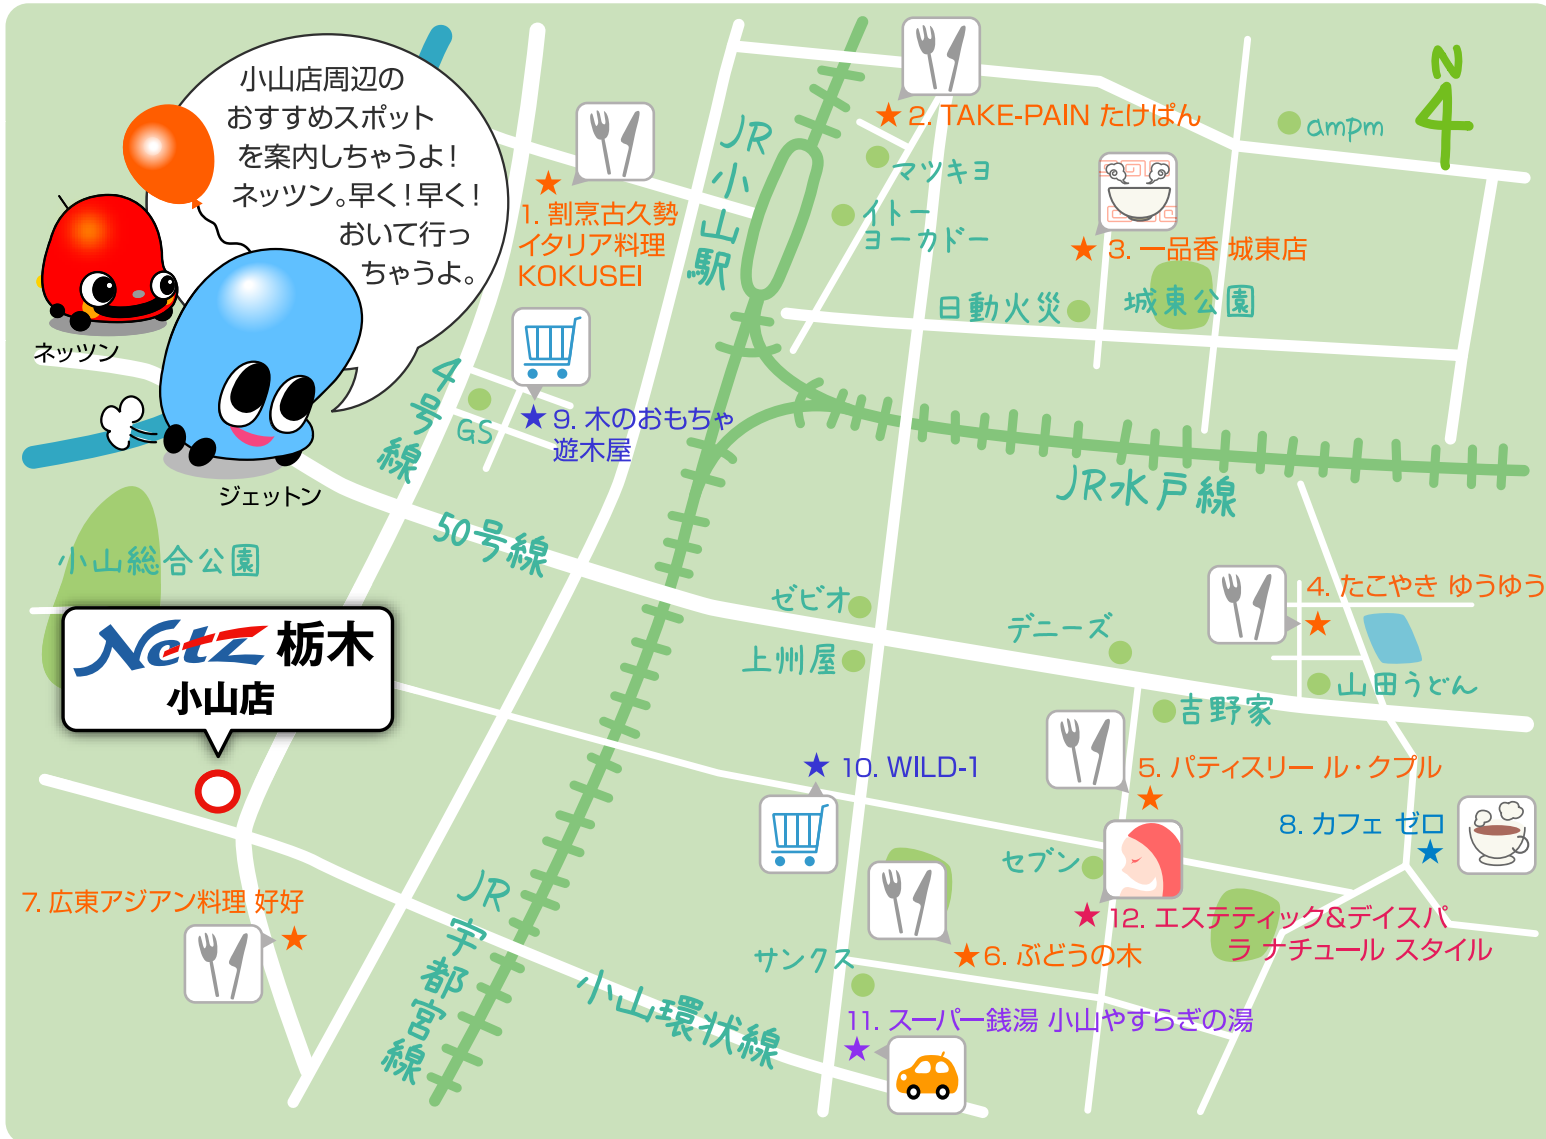 小山店周辺の
おすすめスポット
を案内しちゃうよ！
ネッツン。早く！早く！
おいて行っ
ちゃうよ。
ネッツン
ジェットン
N
4
★ 2. TAKE-PAIN たけぱん
ampm
マツキヨ
イトー
ヨーカドー
JR小山駅
★
1. 割烹古久勢
イタリア料理
KOKUSEI
★ 3. 一品香 城東店
日動火災
城東公園
4号線
GS
★ 9. 木のおもちゃ
遊木屋
JR水戸線
50号線
小山総合公園
Netz 栃木
小山店
ゼビオ
上州屋
デニーズ
4. たこやき ゆうゆう
★
山田うどん
吉野家
★ 10. WILD-1
5. パティスリー ル・クプル
★
8. カフェ ゼロ
★
セブン
7. 広東アジアン料理 好好
★
★ 12. エステティック&デイスパ
ラ ナチュール スタイル
★ 6. ぶどうの木
サンクス
JR宇都宮線
小山環状線
11. スーパー銭湯 小山やすらぎの湯
★